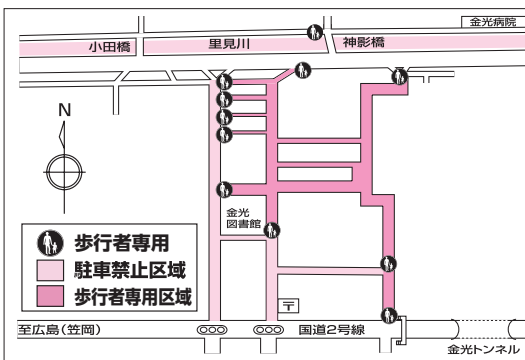 金光病院
小田橋
里見川
神影橋
N
金光
図書館
歩行者専用
駐車禁止区域
歩行者専用区域
〒
至広島(笠岡)
国道2号線
金光トンネル